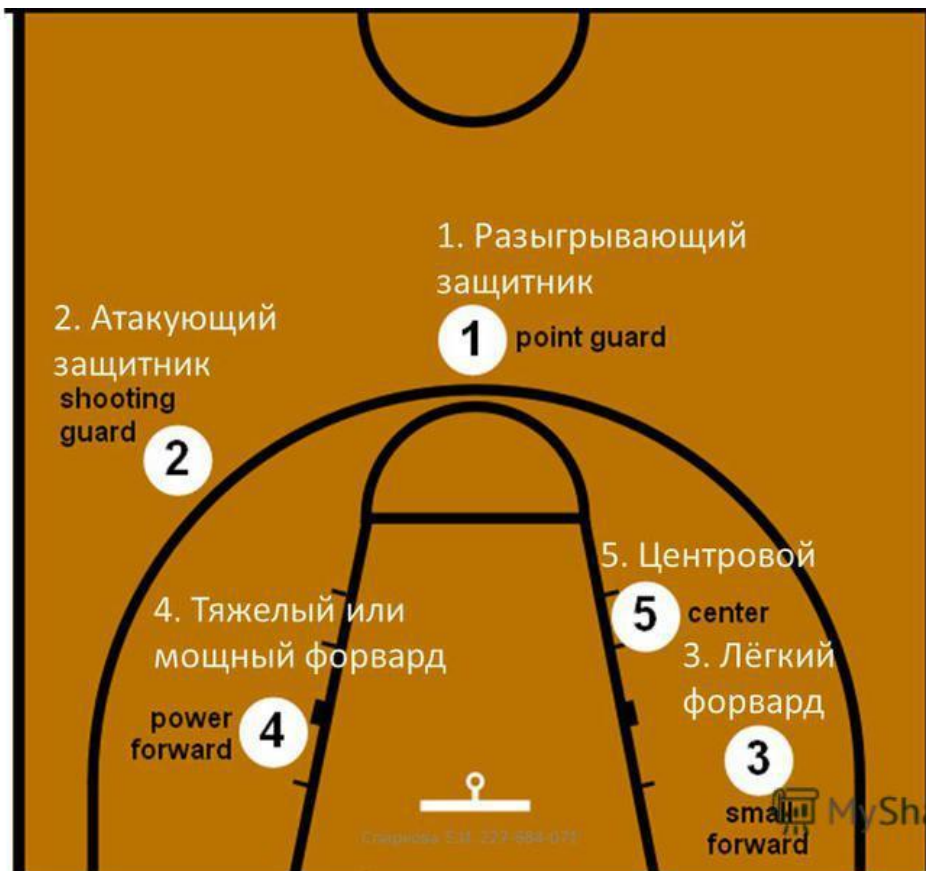 1. Разыгрывающий
защитник
1 point guard
2. Атакующий
защитник
shooting
guard
2
5. Центровой
5 center
4. Тяжелый или
мощный форвард
power
forward
4
3. Лёгкий
форвард
3
small
forward
MySha